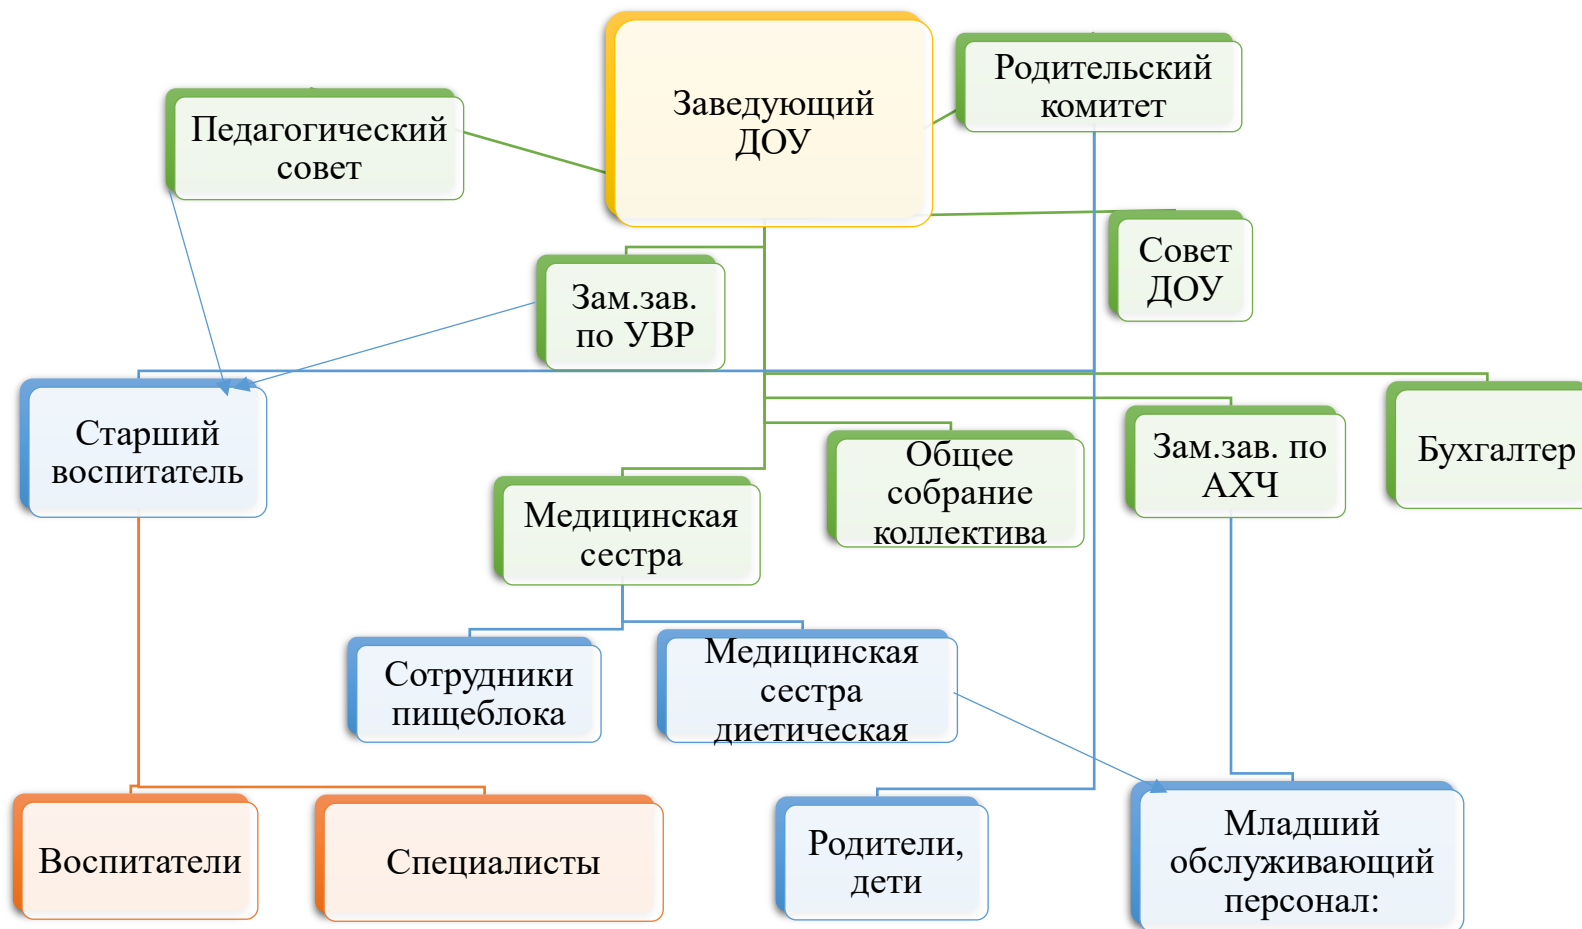 Заведующий
ДОУ
Родительский
комитет
Педагогический
совет
Совет
ДОУ
Зам.зав.
по УВР
Старший
воспитатель
Общее
собрание
коллектива
Зам.зав. по
АХЧ
Бухгалтер
Медицинская
сестра
Сотрудники
пищеблока
Медицинская
сестра
диетическая
Воспитатели
Специалисты
Родители,
дети
Младший
обслуживающий
персонал: